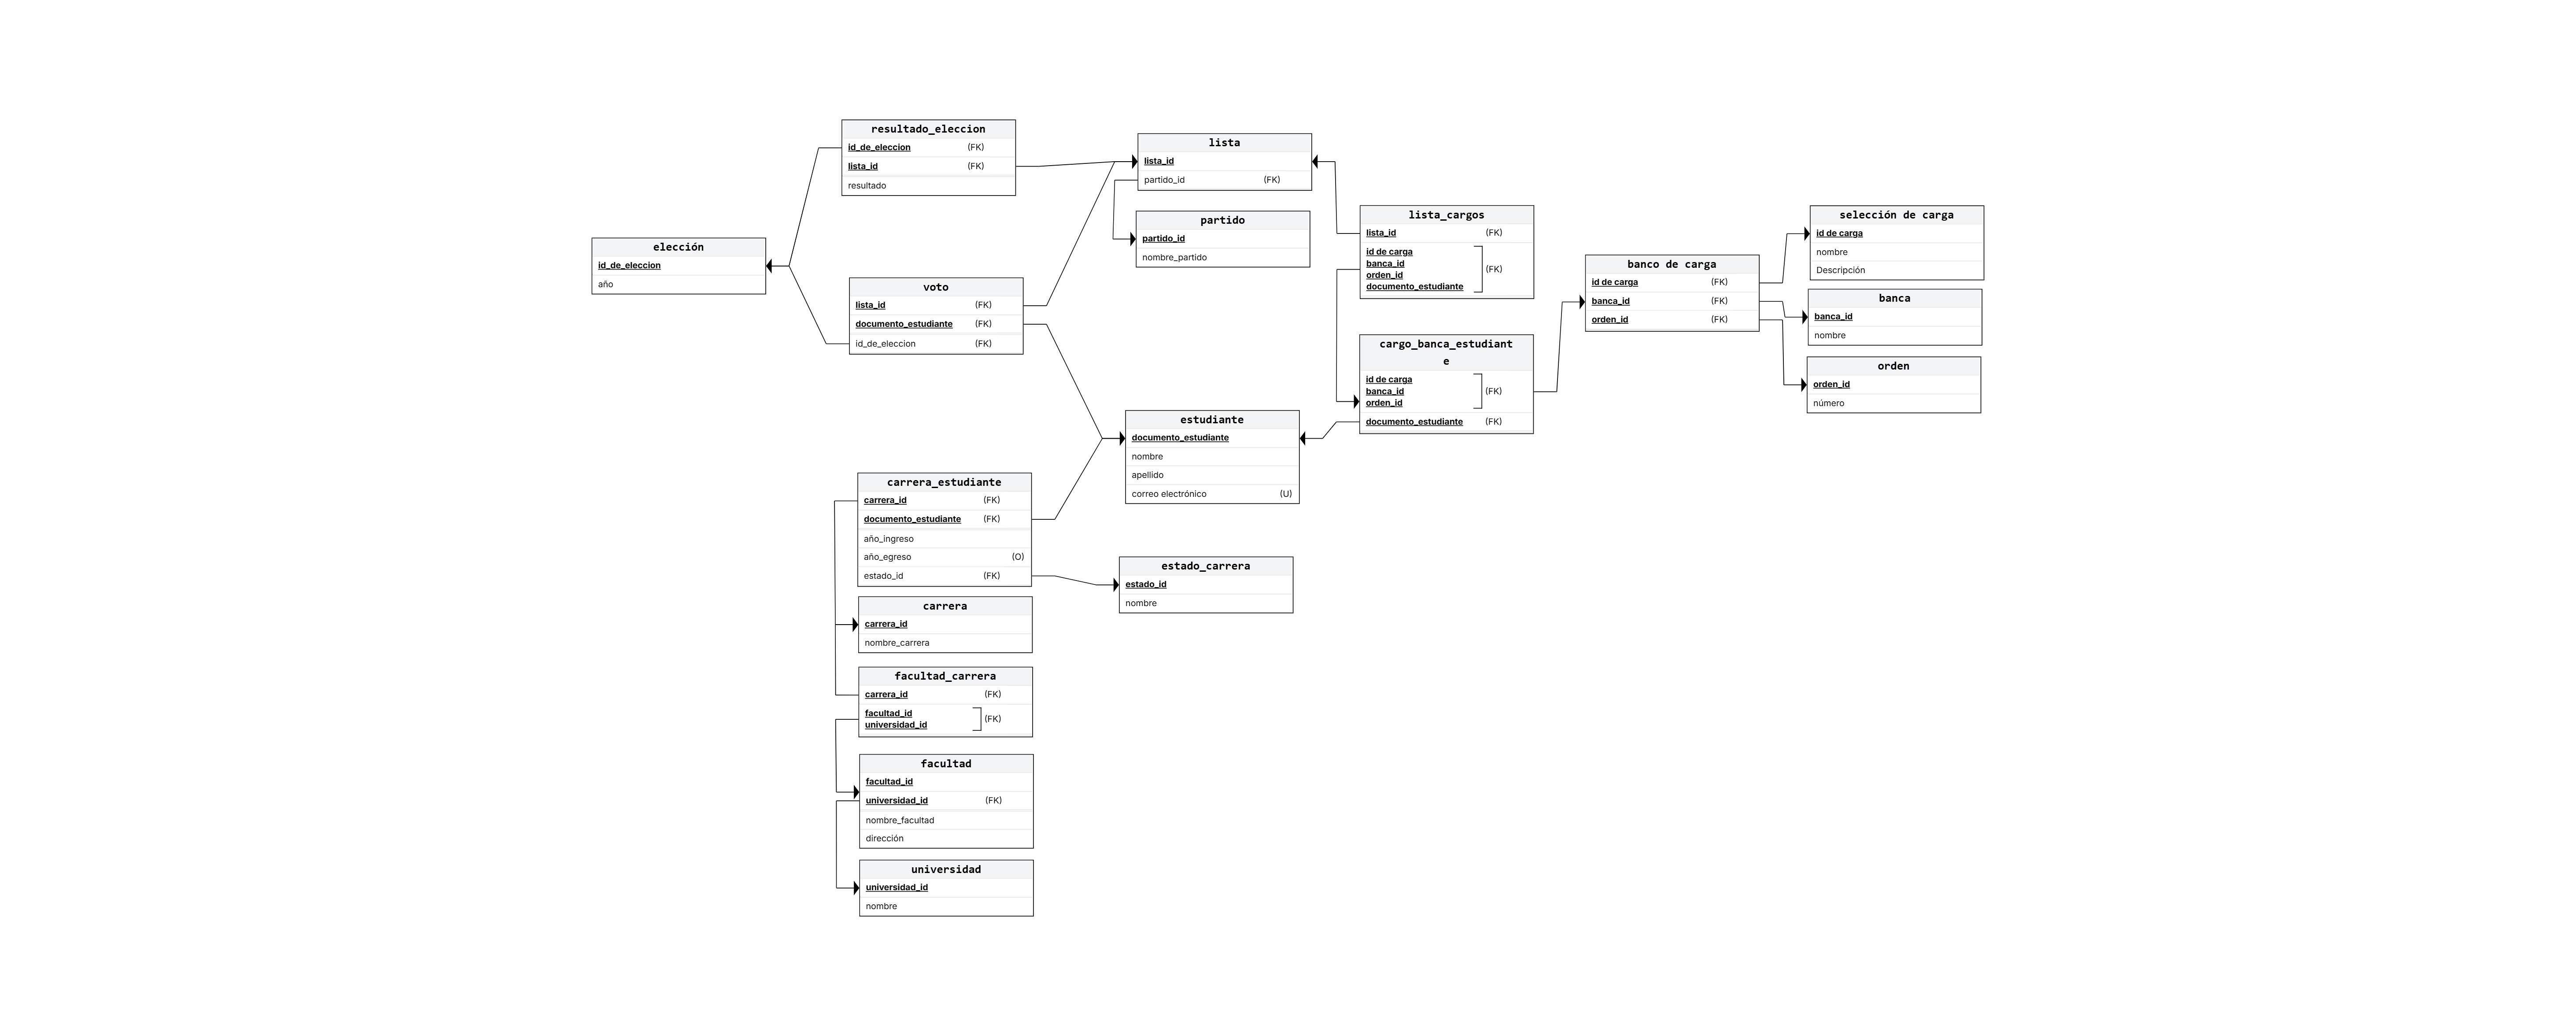 resultado_eleccion
id_de_eleccion (FK)
lista_id (FK)
resultado
elección
id_de_eleccion
año
voto
lista_id (FK)
documento_estudiante (FK)
id_de_eleccion (FK)
lista
lista_id
partido_id (FK)
partido
partido_id
nombre_partido
lista_cargos
lista_id (FK)
id de carga
banca_id
orden_id
documento_estudiante
(FK)
cargo_banca_estudiant
e
id de carga
banca_id
orden_id
(FK)
documento_estudiante (FK)
banco de carga
id de carga (FK)
banca_id (FK)
orden_id (FK)
selección de carga
id de carga
nombre
Descripción
banca
banca_id
nombre
orden
orden_id
número
estudiante
documento_estudiante
nombre
apellido
correo electrónico (U)
carrera_estudiante
carrera_id (FK)
documento_estudiante (FK)
año_ingreso
año_egreso (O)
estado_id (FK)
estado_carrera
estado_id
nombre
carrera
carrera_id
nombre_carrera
facultad_carrera
carrera_id (FK)
facultad_id
universidad_id
(FK)
facultad
facultad_id
universidad_id (FK)
nombre_facultad
dirección
universidad
universidad_id
nombre